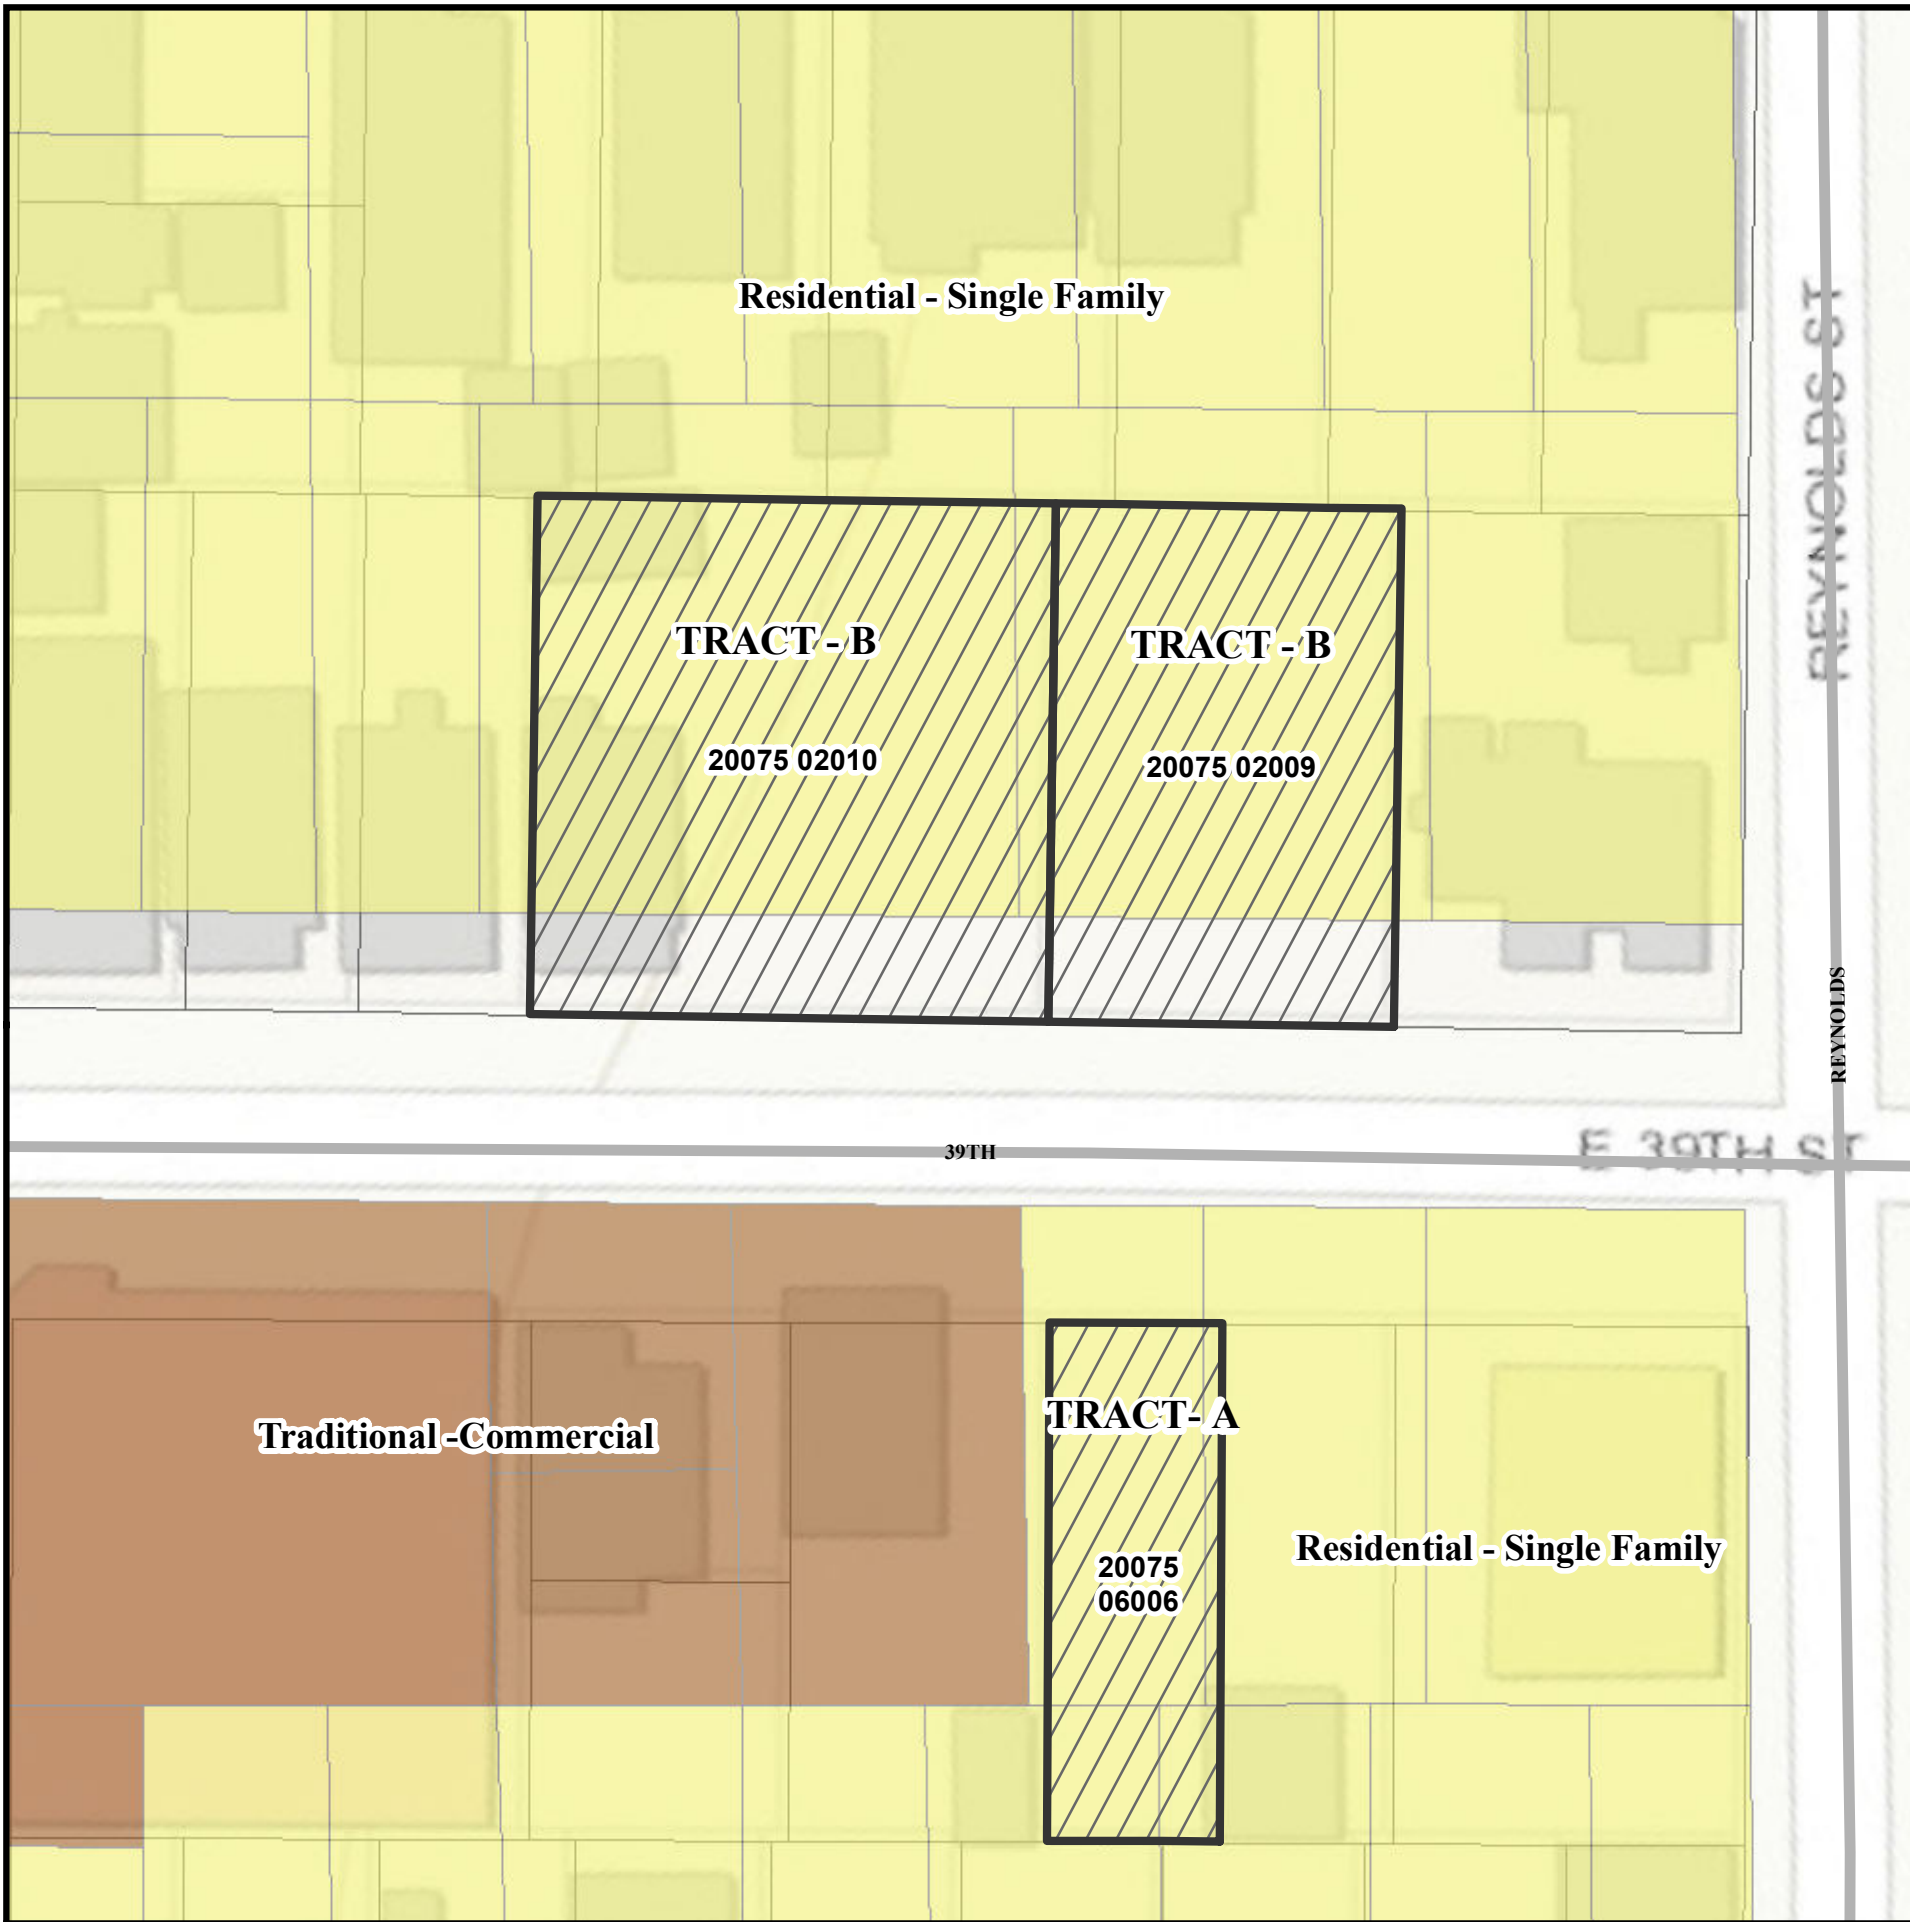 Residential - Single Family
REYNOLDS ST
TRACT - B
TRACT - B
20075 02010
20075 02009
REYNOLDS
39TH
E 39TH ST
TRACT- A
Traditional -Commercial
Residential - Single Family
20075
06006